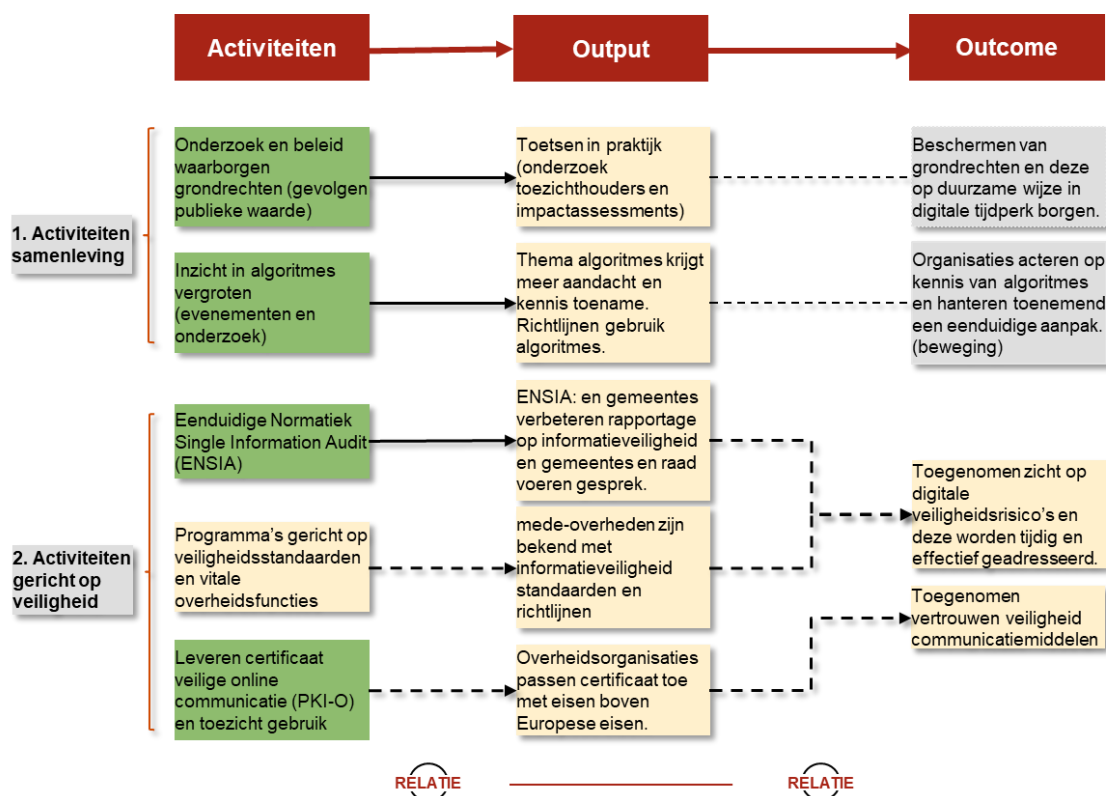 Activiteiten
Output
Outcome
1. Activiteiten
samenleving
Onderzoek en beleid
waarborgen
grondrechten (gevolgen
publieke waarde)
Toetsen in praktijk
(onderzoek
toezichthouders en
impactassessments)
Beschermen van
grondrechten en deze
op duurzame wijze in
digitale tijdperk borgen.
Inzicht in algoritmes
vergroten
(evenementen en
onderzoek)
Thema algoritmes krijgt
meer aandacht en
kennis toename.
Richtlijnen gebruik
algoritmes.
Organisaties acteren op
kennis van algoritmes
en hanteren toenemend
een eenduidige aanpak.
(beweging)
2. Activiteiten
gericht op
veiligheid
Eenduidige Normatiek
Single Information Audit
(ENSIA)
ENSIA: en gemeentes
verbeteren rapportage
op informatieveiligheid
en gemeentes en raad
voeren gesprek.
Programma’s gericht op
veiligheidsstandaarden
en vitale
overheidsfuncties
mede-overheden zijn
bekend met
informatieveiligheid
standaarden en
richtlijnen
Toegenomen zicht op
digitale
veiligheidsrisico’s en
deze worden tijdig en
effectief geadresseerd.
Leveren certificaat
veilige online
communicatie (PKI-O)
en toezicht gebruik
Overheidsorganisaties
passen certificaat toe
met eisen boven
Europese eisen.
Toegenomen
vertrouwen veiligheid
communicatiemiddelen
RELATIE
RELATIE